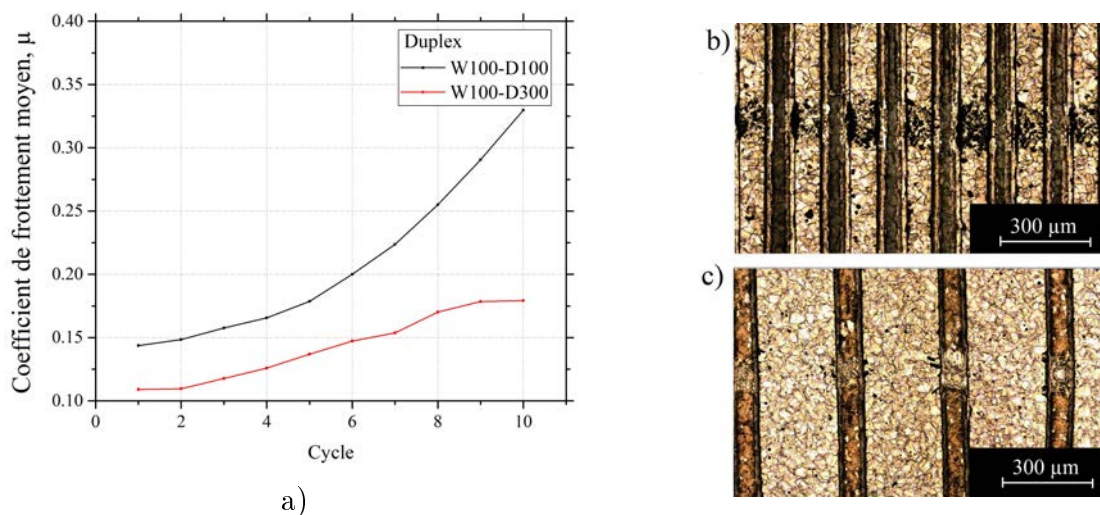 0.40
0.35
0.30
0.25
0.20
0.15
0.10
Coefficient de frottement moyen, μ
Duplex
W100-D100
W100-D300
0 2 4 6 8 10
Cycle
a)
b)
300 μm
c)
300 μm